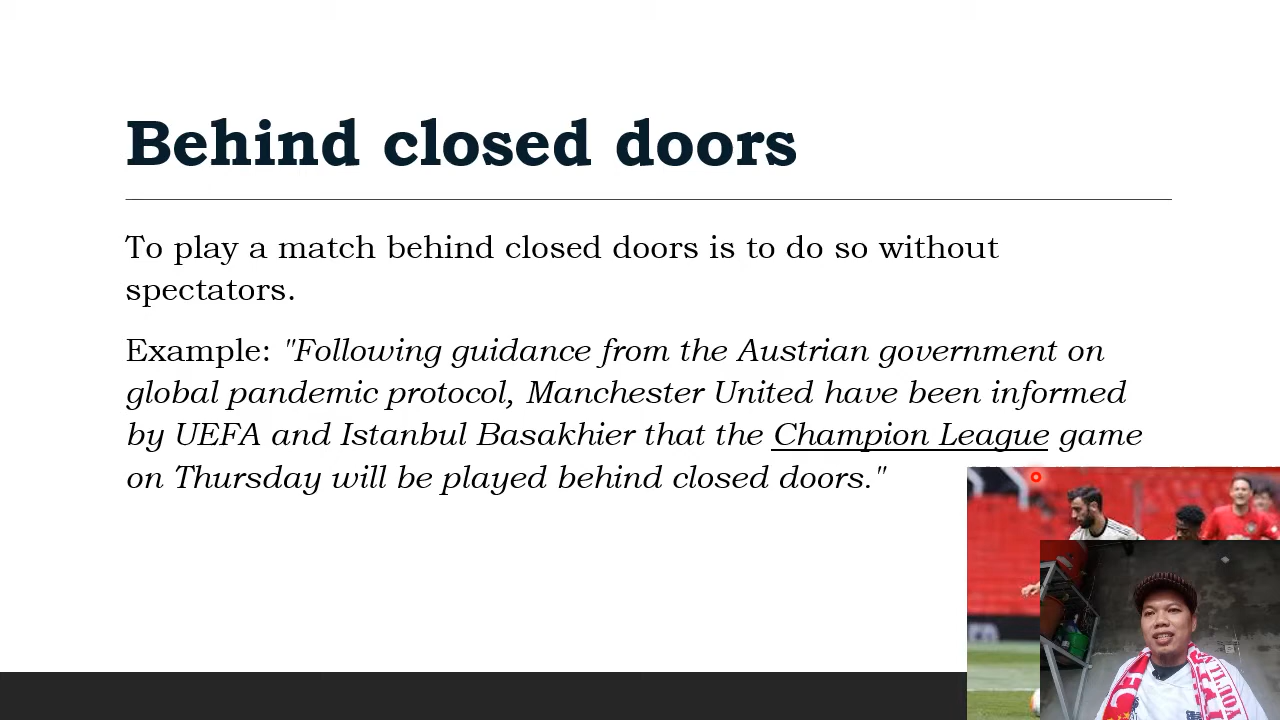 Behind closed doors
To play a match behind closed doors is to do so without
spectators.
Example: "Following guidance from the Austrian government on
global pandemic protocol, Manchester United have been informed
by UEFA and Istanbul Basakhier that the Champion League game
on Thursday will be played behind closed doors."